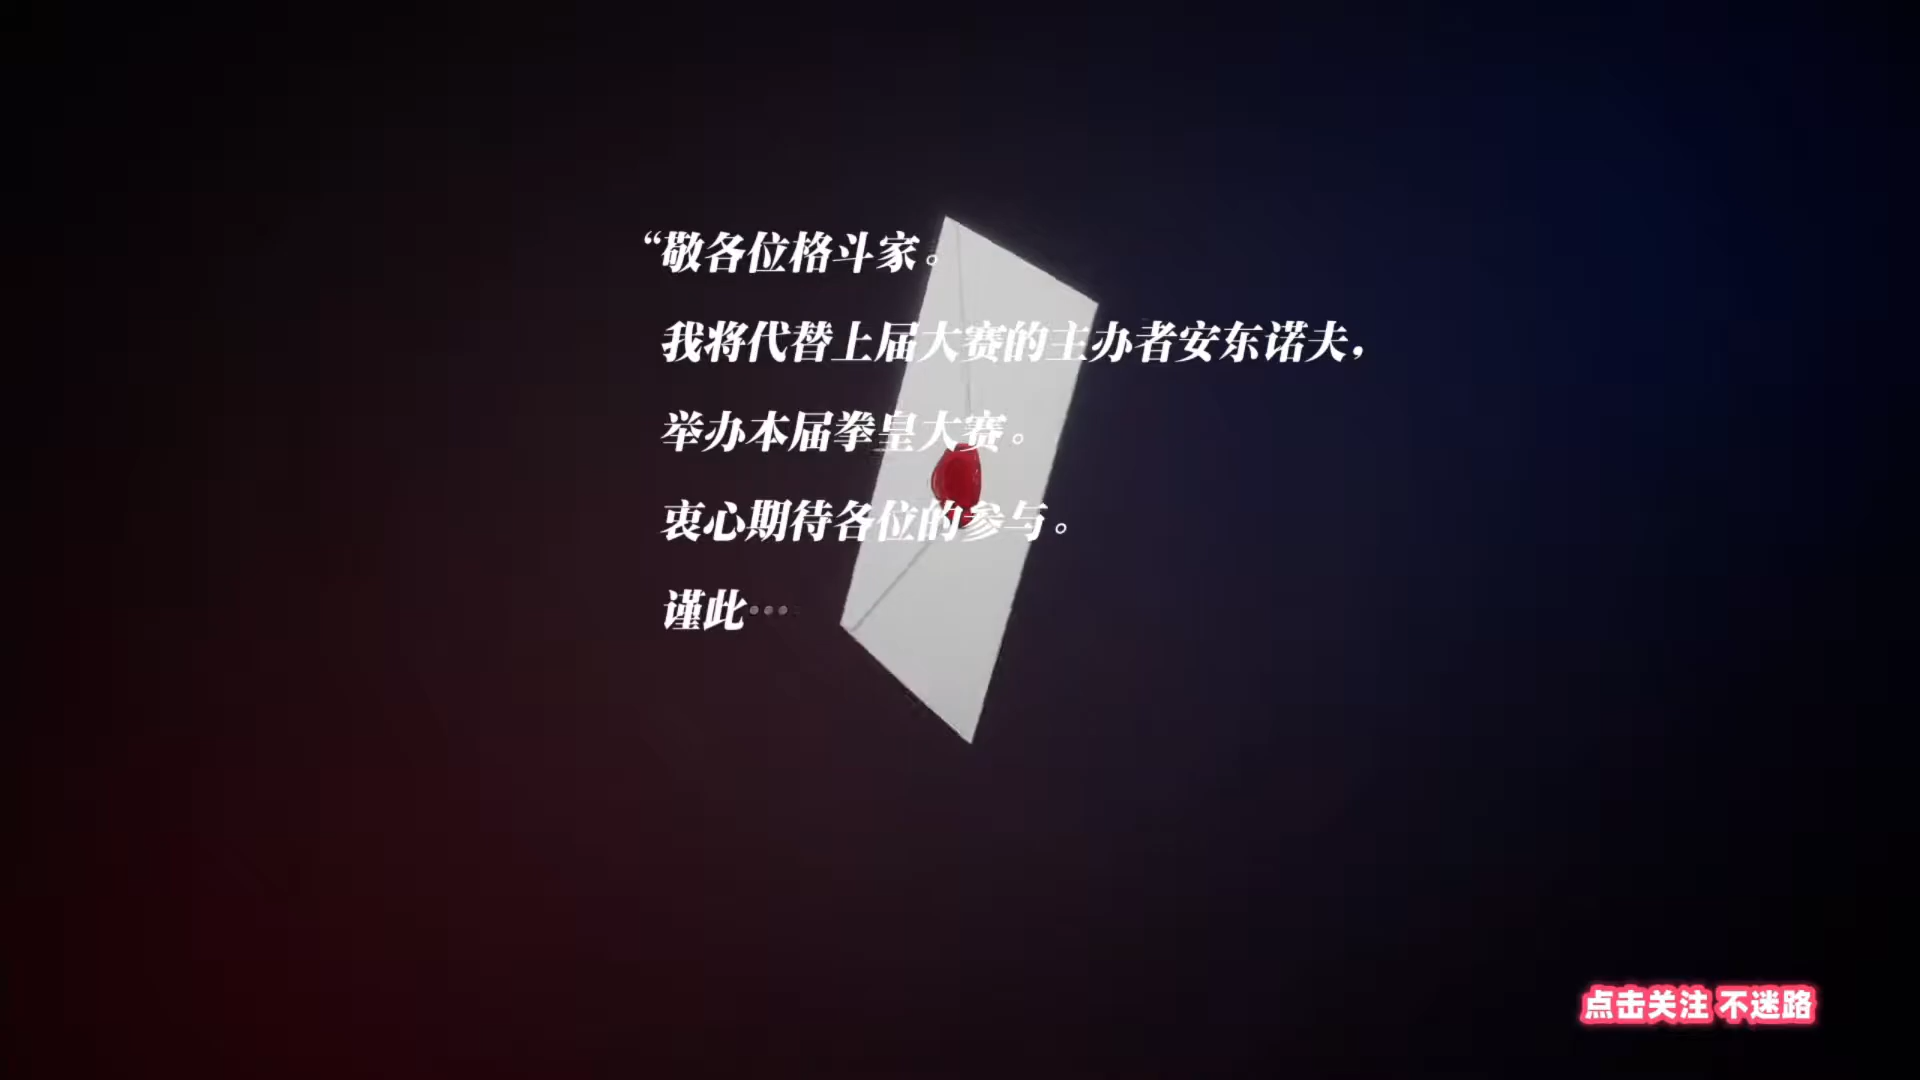 “敬各位格斗家。
我将代替上届大赛的主办者安东诺夫，
举办本届拳皇大赛。
衷心期待各位的参与。
谨此…
点击关注 不迷路